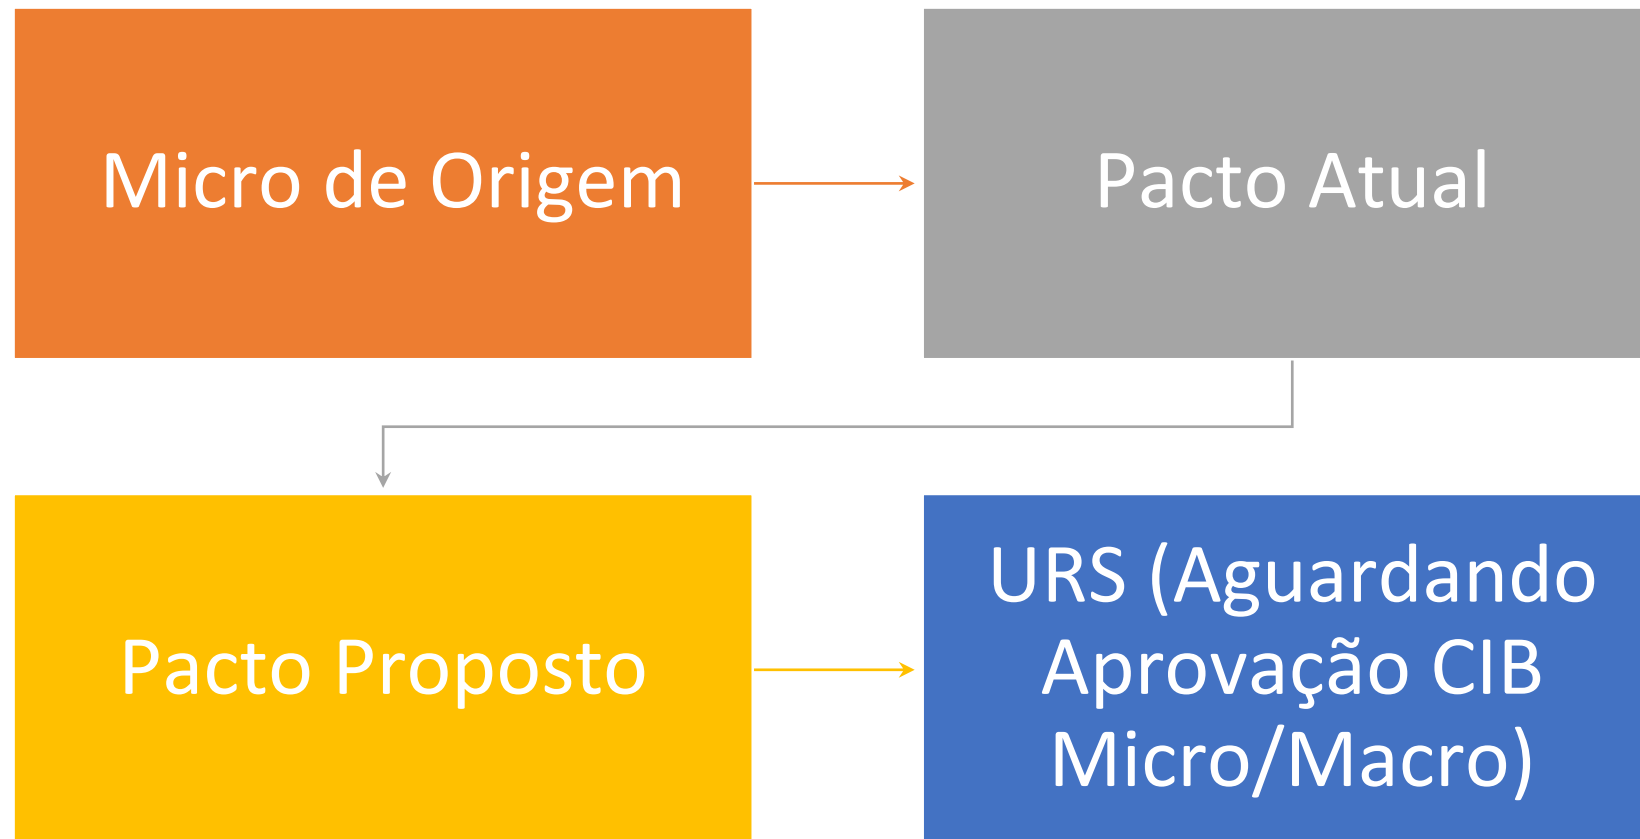 Micro de Origem
Pacto Atual
Pacto Proposto
URS (Aguardando
Aprovação CIB
Micro/Macro)